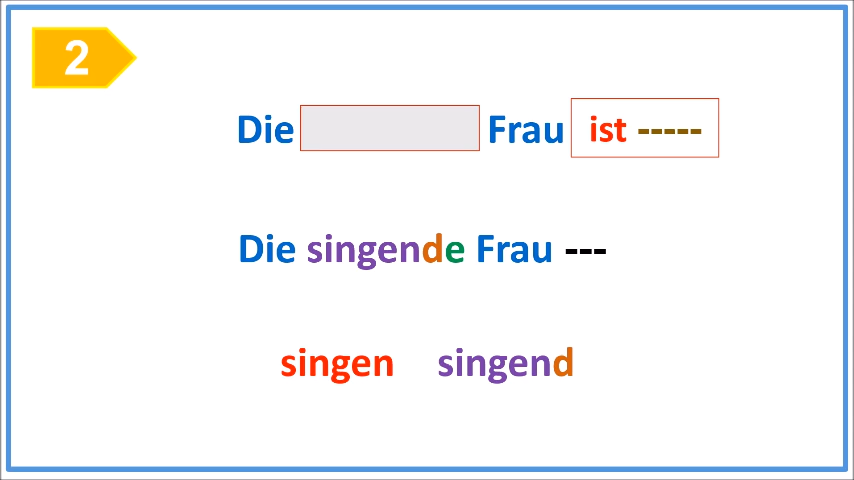 2
Die Frau ist -----
Die singende Frau ---
singen singend